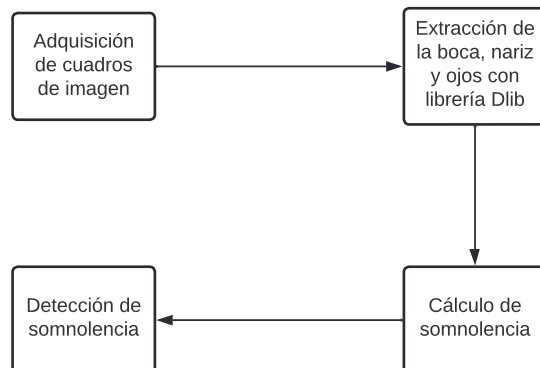 Adquisición
de cuadros
de imagen
Extracción de
la boca, nariz
y ojos con
librería Dlib
Cálculo de
somnolencia
Detección de
somnolencia